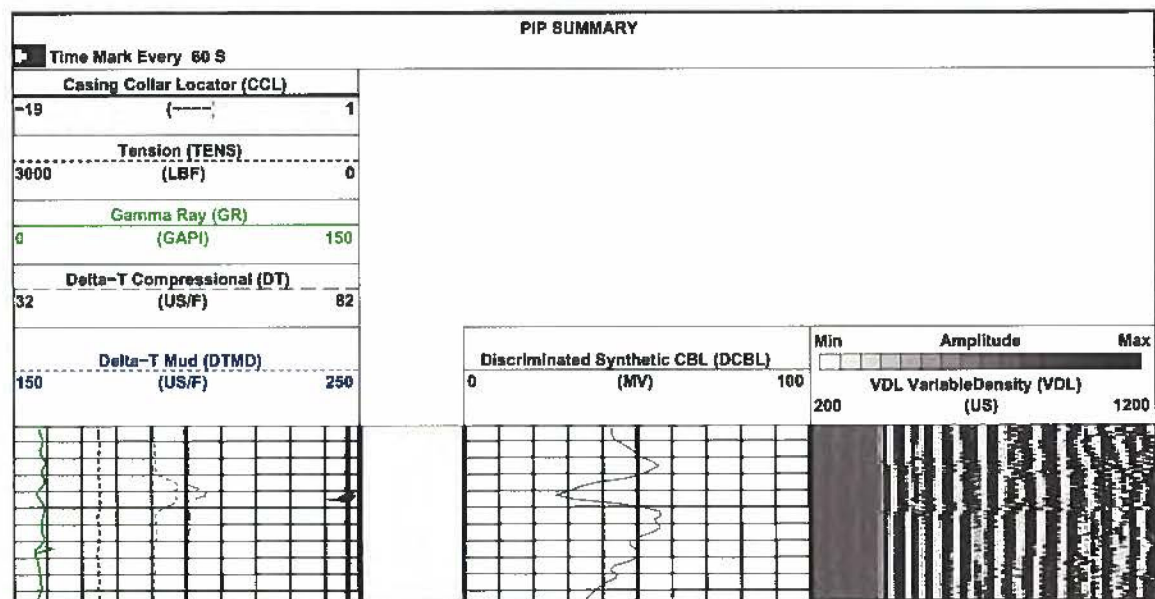 PIP SUMMARY
Time Mark Every 60 S
Casing Collar Locator (CCL)
-19 (----) 1
Tension (TENS)
3000 (LBF) 0
Gamma Ray (GR)
0 (GAPI) 150
Delta-T Compressional (DT)
32 (US/F) 82
Delta-T Mud (DTMD)
150 (US/F) 250
Discriminated Synthetic CBL (DCBL)
0 (MV) 100
Min Amplitude Max
VDL VariableDensity (VDL)
200 (US) 1200